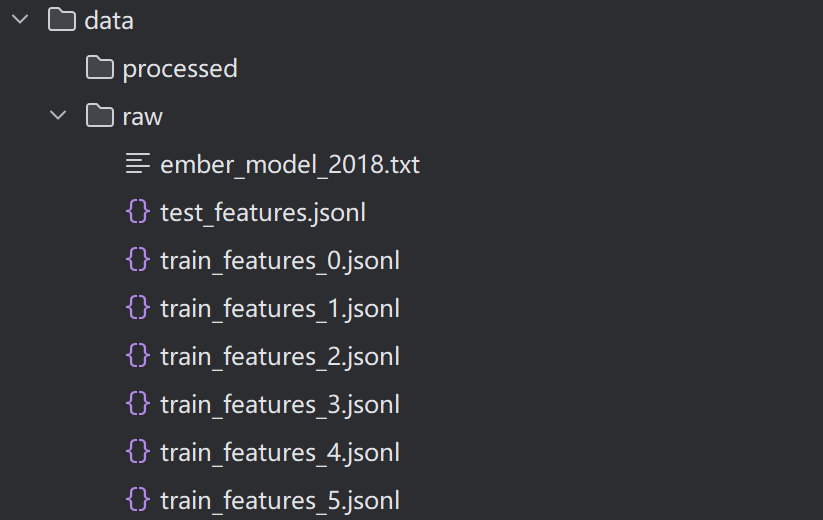 data
processed
raw
ember_model_2018.txt
test_features.jsonl
train_features_0.jsonl
train_features_1.jsonl
train_features_2.jsonl
train_features_3.jsonl
train_features_4.jsonl
train_features_5.jsonl